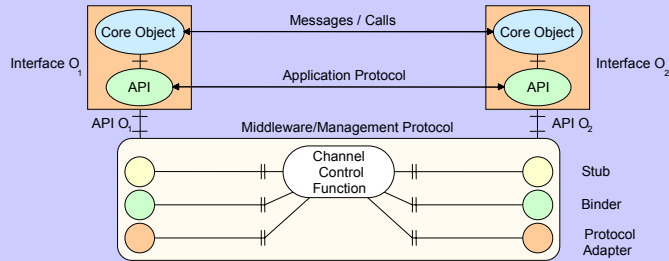 Messages / Calls
Core Object
Core Object
Interface O1
Interface O2
Application Protocol
API
API
API O1
API O2
Middleware/Management Protocol
Channel
Control
Function
Stub
Binder
Protocol
Adapter